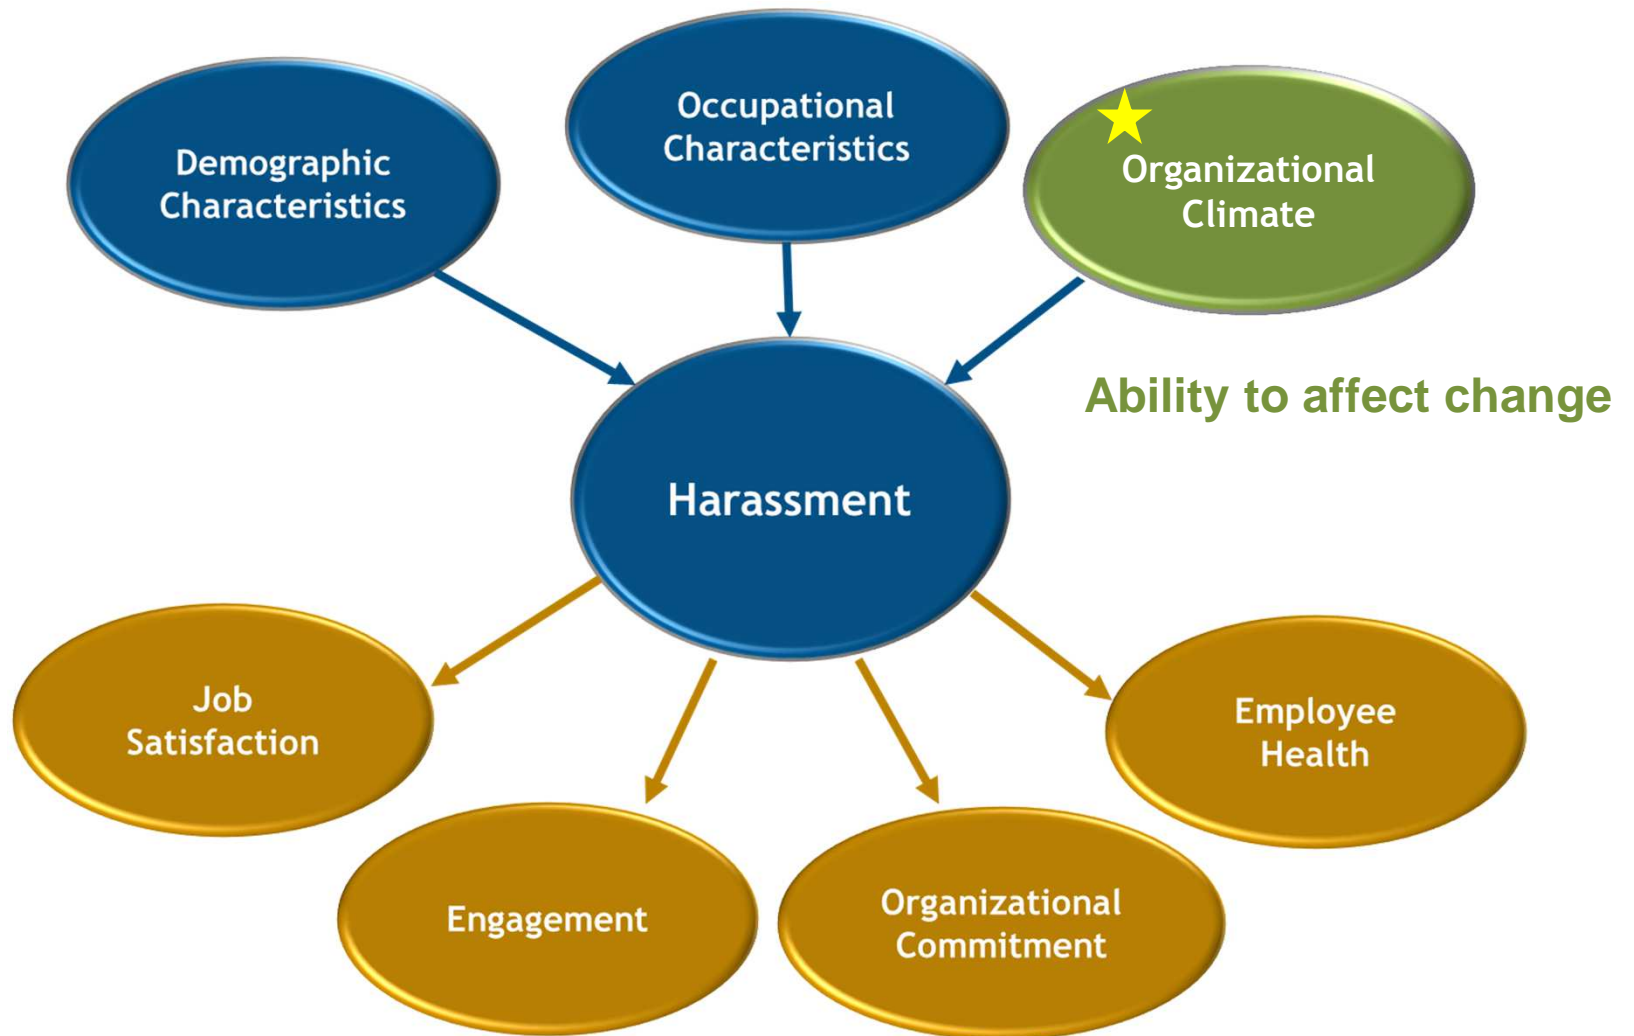 Demographic
Characteristics
Occupational
Characteristics
Organizational
Climate
Ability to affect change
Harassment
Job
Satisfaction
Engagement
Organizational
Commitment
Employee
Health